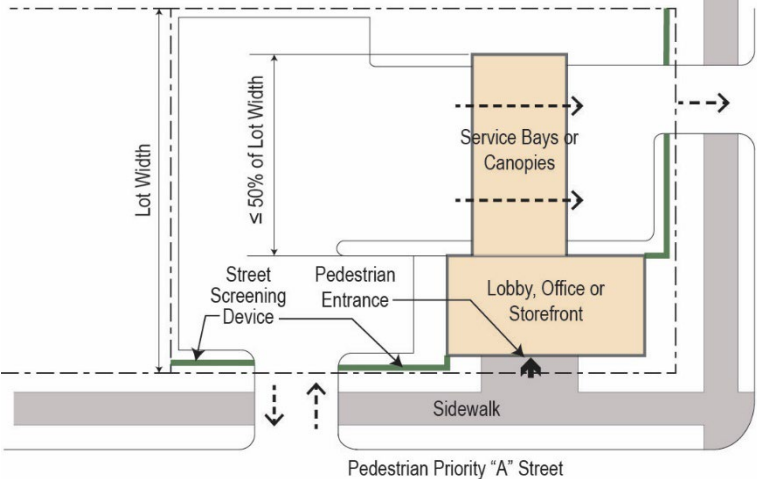 Lot Width
≤ 50% of Lot Width
Service Bays or
Canopies
Street
Screening
Device
Pedestrian
Entrance
Lobby, Office or
Storefront
Sidewalk
Pedestrian Priority “A” Street